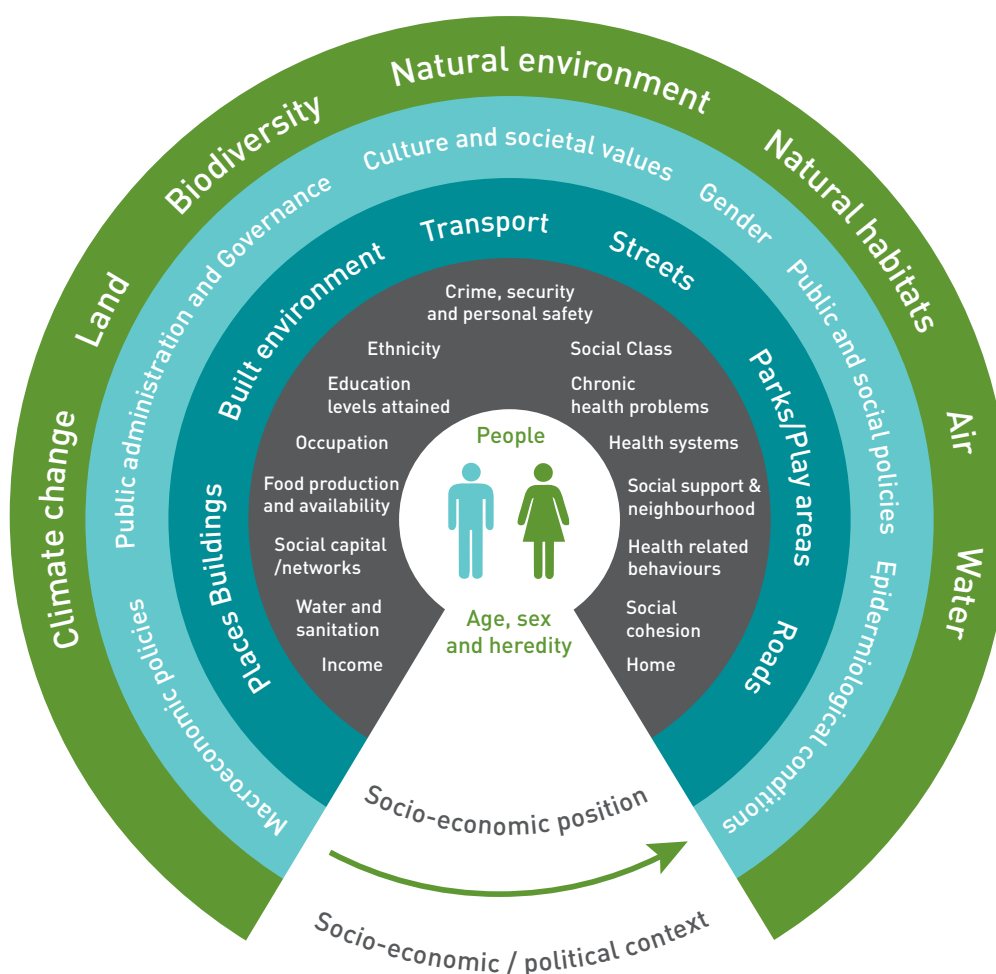 Climate change
Land
Biodiversity
Natural environment
Natural habitats
Air
Water
Macroeconomic policies
Public administration and Governance
Culture and societal values
Gender
Public and social policies
Epidermiological conditions
Places Buildings
Built environment
Transport
Streets
Parks/Play areas
Roads
Crime, security
and personal safety
Ethnicity
Education
levels attained
Occupation
Food production
and availability
Social capital
/networks
Water and
sanitation
Income
Social Class
Chronic
health problems
Health systems
Social support &
neighbourhood
Health related
behaviours
Social
cohesion
Home
People
Age, sex
and heredity
Socio-economic position
Socio-economic / political context